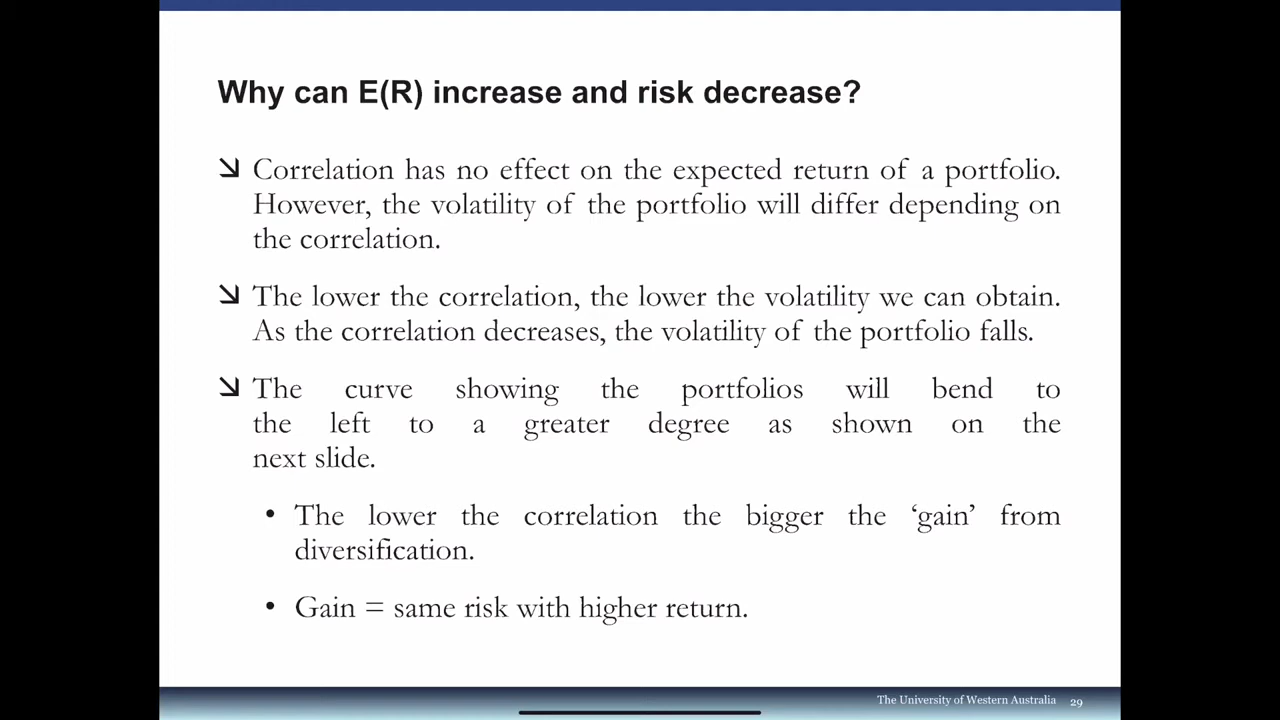 Why can E(R) increase and risk decrease?
Correlation has no effect on the expected return of a portfolio.
However, the volatility of the portfolio will differ depending on
the correlation.
The lower the correlation, the lower the volatility we can obtain.
As the correlation decreases, the volatility of the portfolio falls.
The curve showing the portfolios will bend to
the left to a greater degree as shown on the
next slide.
• The lower the correlation the bigger the ‘gain’ from
diversification.
• Gain = same risk with higher return.
The University of Western Australia 29